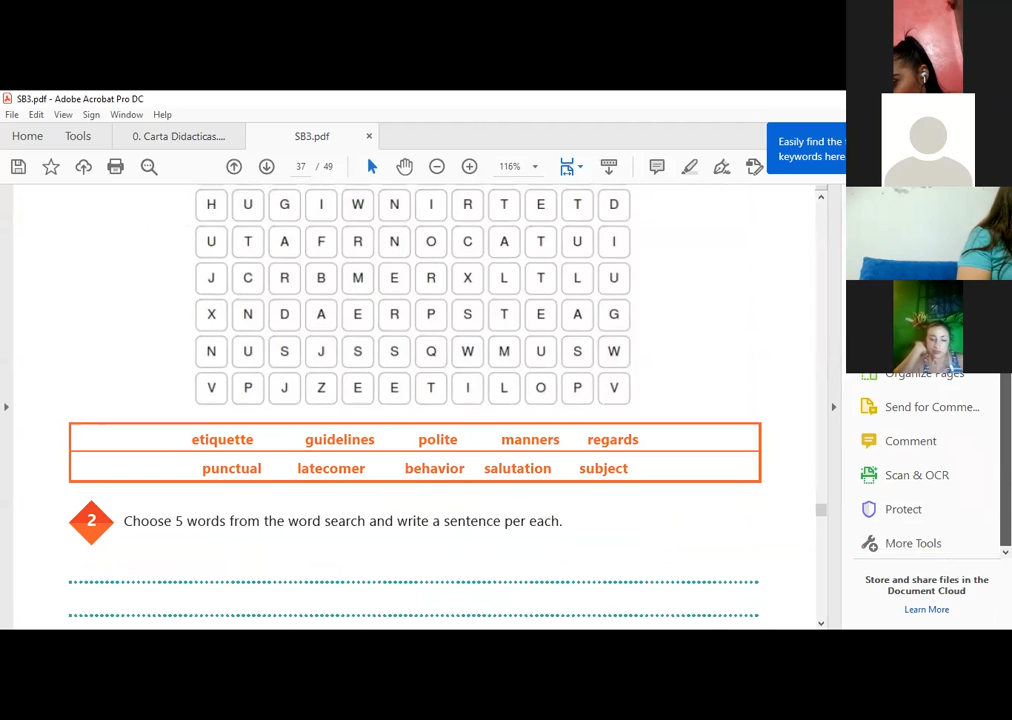 SB3.pdf - Adobe Acrobat Pro DC
File Edit View Sign Window Help
Home Tools 0. Carta Didacticas.... SB3.pdf ×
37 / 49 116%
Easily find the
keywords here
H U G I W N I R T E T D
U T A F R N O C A T U I
J C R B M E R X L T L U
X N D A E R P S T E A G
N U S J S S Q W M U S W
V P J Z E E T I L O P V
etiquette guidelines polite manners regards
punctual latecomer behavior salutation subject
2 Choose 5 words from the word search and write a sentence per each.
Organize Pages
Send for Comme...
Comment
Scan & OCR
Protect
More Tools
Store and share files in the
Document Cloud
Learn More